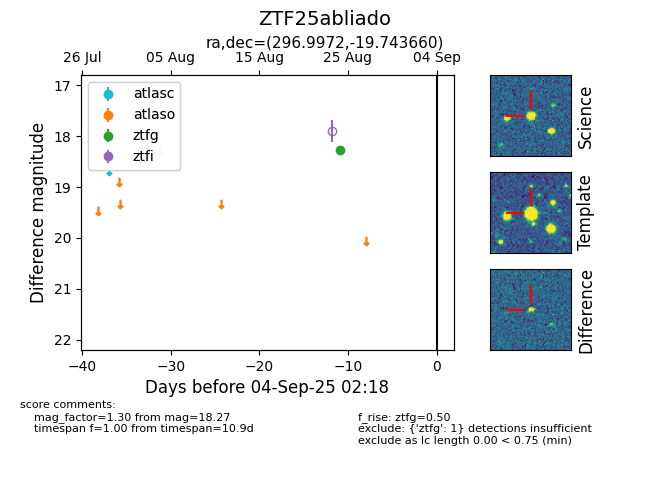 ZTF25abliado
ra,dec=(296.9972,-19.743660)
26 Jul 05 Aug 15 Aug 25 Aug 04 Sep
atlasc
atlaso
ztfg
ztfi
17
18
19
20
21
22
Difference magnitude
−40 −30 −20 −10 0
Days before 04-Sep-25 02:18
Science
Template
Difference
score comments:
mag_factor=1.30 from mag=18.27
timespan f=1.00 from timespan=10.9d
f_rise: ztfg=0.50
exclude: {'ztfg': 1} detections insufficient
exclude as lc length 0.00 < 0.75 (min)